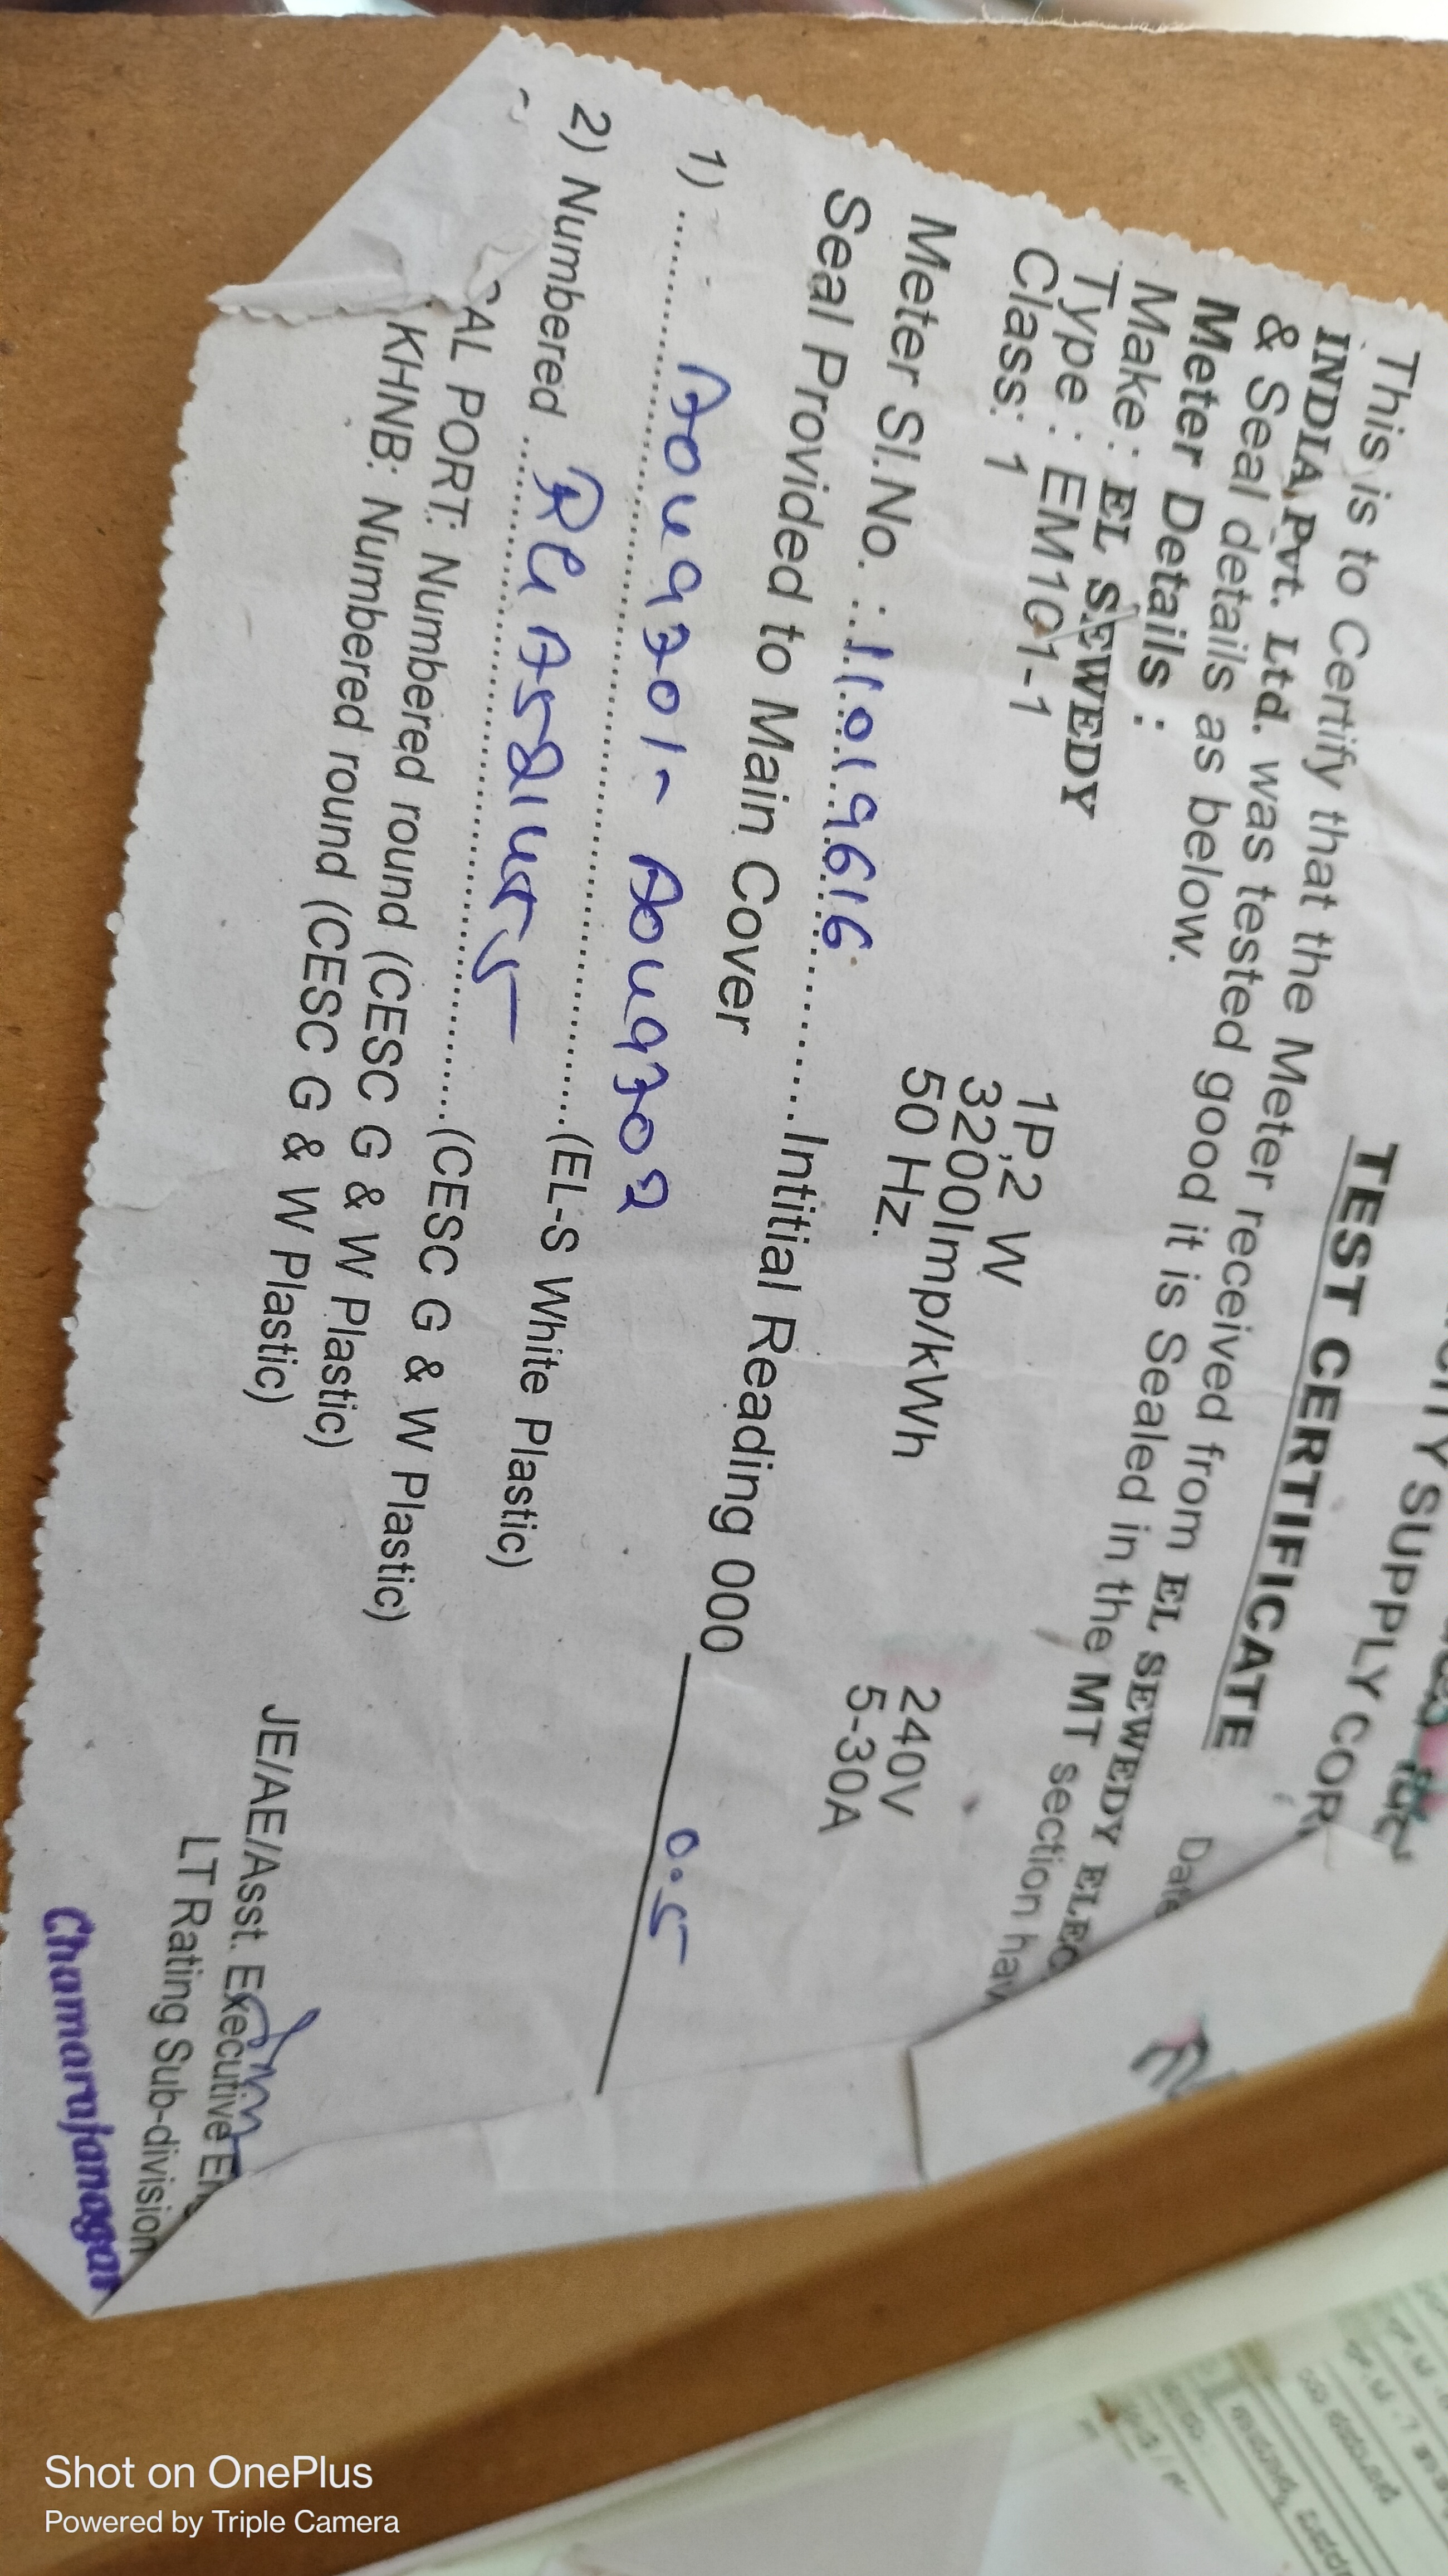 SUPPLY COR
TEST CERTIFICATE
Date
This is to Certify that the Meter received from EL SEWEDY ELEC
INDIA Pvt. Ltd. was tested good it is Sealed in the MT section hav
& Seal details as below.
Meter Details :
Make : EL SEWEDY
Type : EM101-1 1P,2 W 240V
Class: 1 3200Imp/kWh 5-30A
50 Hz.
Meter Sl.No. : 11019616 Intitial Reading 000 0.5
Seal Provided to Main Cover
1) A049301- A049302 (EL-S White Plastic)
2) Numbered (CESC G & W Plastic)
CAL PORT: Numbered round (CESC G & W Plastic)
KHNB: Numbered round (CESC G & W Plastic)
JE/AE/Asst. Executive En
LT Rating Sub-division
Chamarajanagar
Shot on OnePlus
Powered by Triple Camera